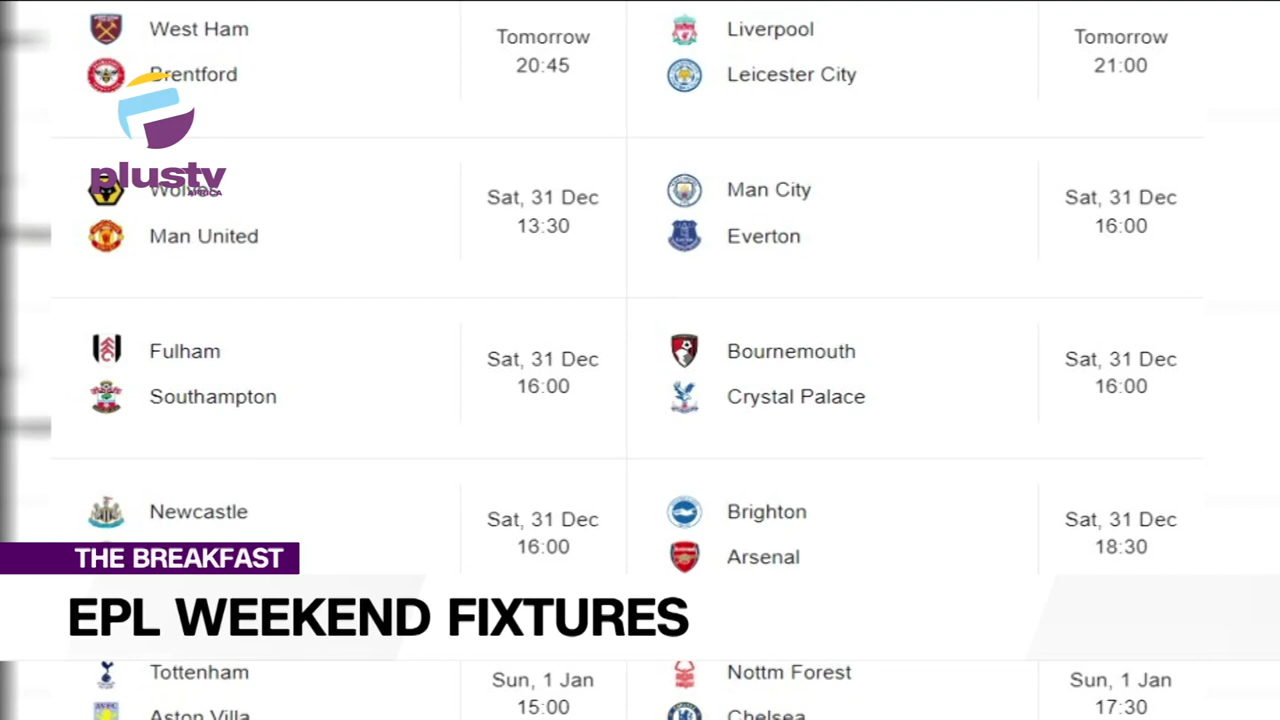 West Ham
Brentford
Tomorrow
20:45
Liverpool
Leicester City
Tomorrow
21:00
plustv
AFRICA
Wolves
Man United
Sat, 31 Dec
13:30
Man City
Everton
Sat, 31 Dec
16:00
Fulham
Southampton
Sat, 31 Dec
16:00
Bournemouth
Crystal Palace
Sat, 31 Dec
16:00
Newcastle
Sat, 31 Dec
16:00
Brighton
Arsenal
Sat, 31 Dec
18:30
THE BREAKFAST
EPL WEEKEND FIXTURES
Tottenham
Aston Villa
Sun, 1 Jan
15:00
Nottm Forest
Chelsea
Sun, 1 Jan
17:30